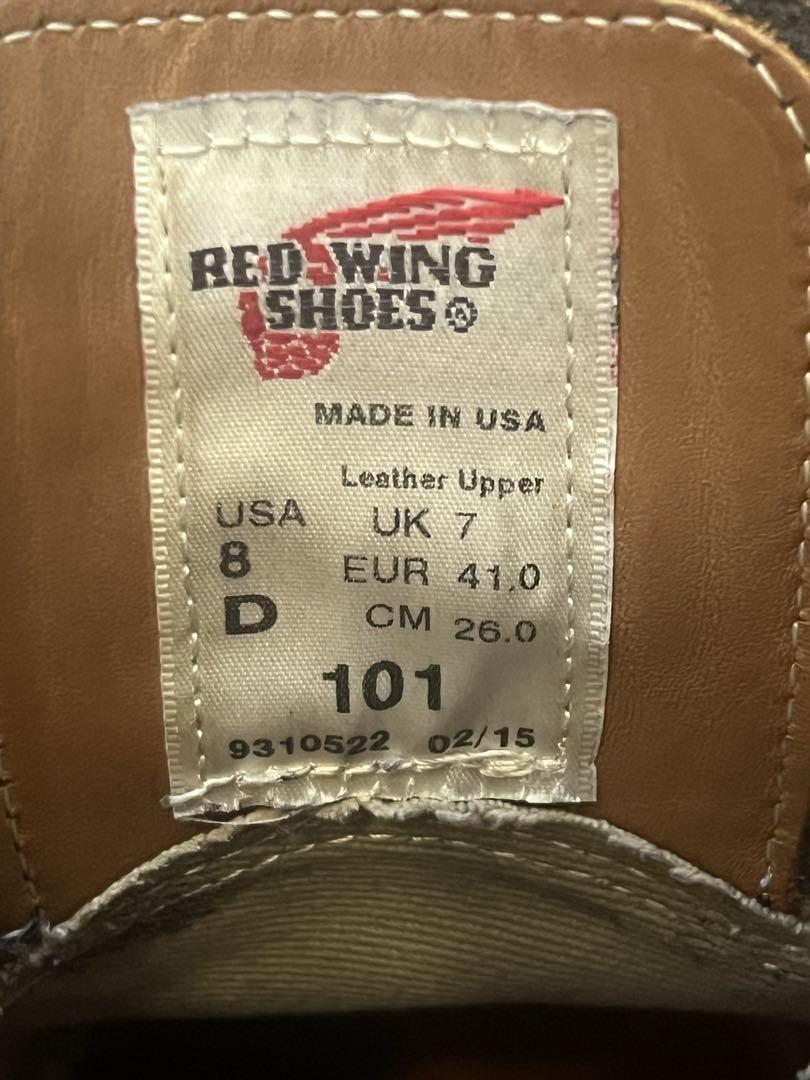 RED WING
SHOES ®
MADE IN USA
Leather Upper
USA UK 7
8 EUR 41.0
D CM 26.0
101
9310522 02/15